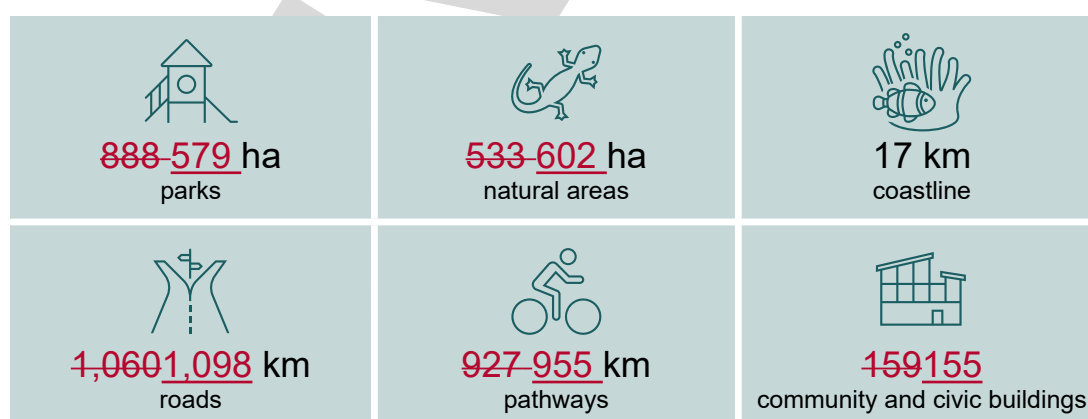 888 579 ha
parks
533 602 ha
natural areas
17 km
coastline
1,0601,098 km
roads
927 955 km
pathways
159155
community and civic buildings